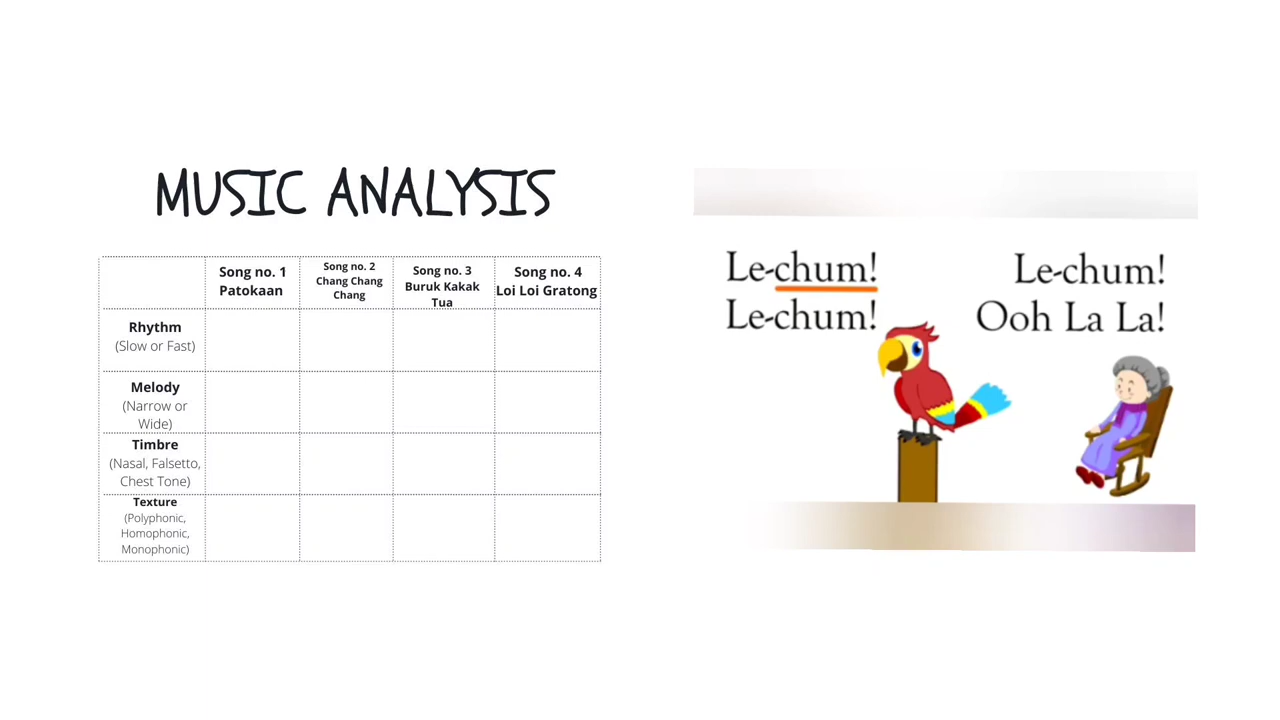 MUSIC ANALYSIS
Song no. 1
Patokaan
Song no. 2
Chang Chang
Chang
Song no. 3
Buruk Kakak
Tua
Song no. 4
Loi Loi Gratong
Rhythm
(Slow or Fast)
Melody
(Narrow or
Wide)
Timbre
(Nasal, Falsetto,
Chest Tone)
Texture
(Polyphonic,
Homophonic,
Monophonic)
Le-chum!
Le-chum!
Le-chum!
Ooh La La!